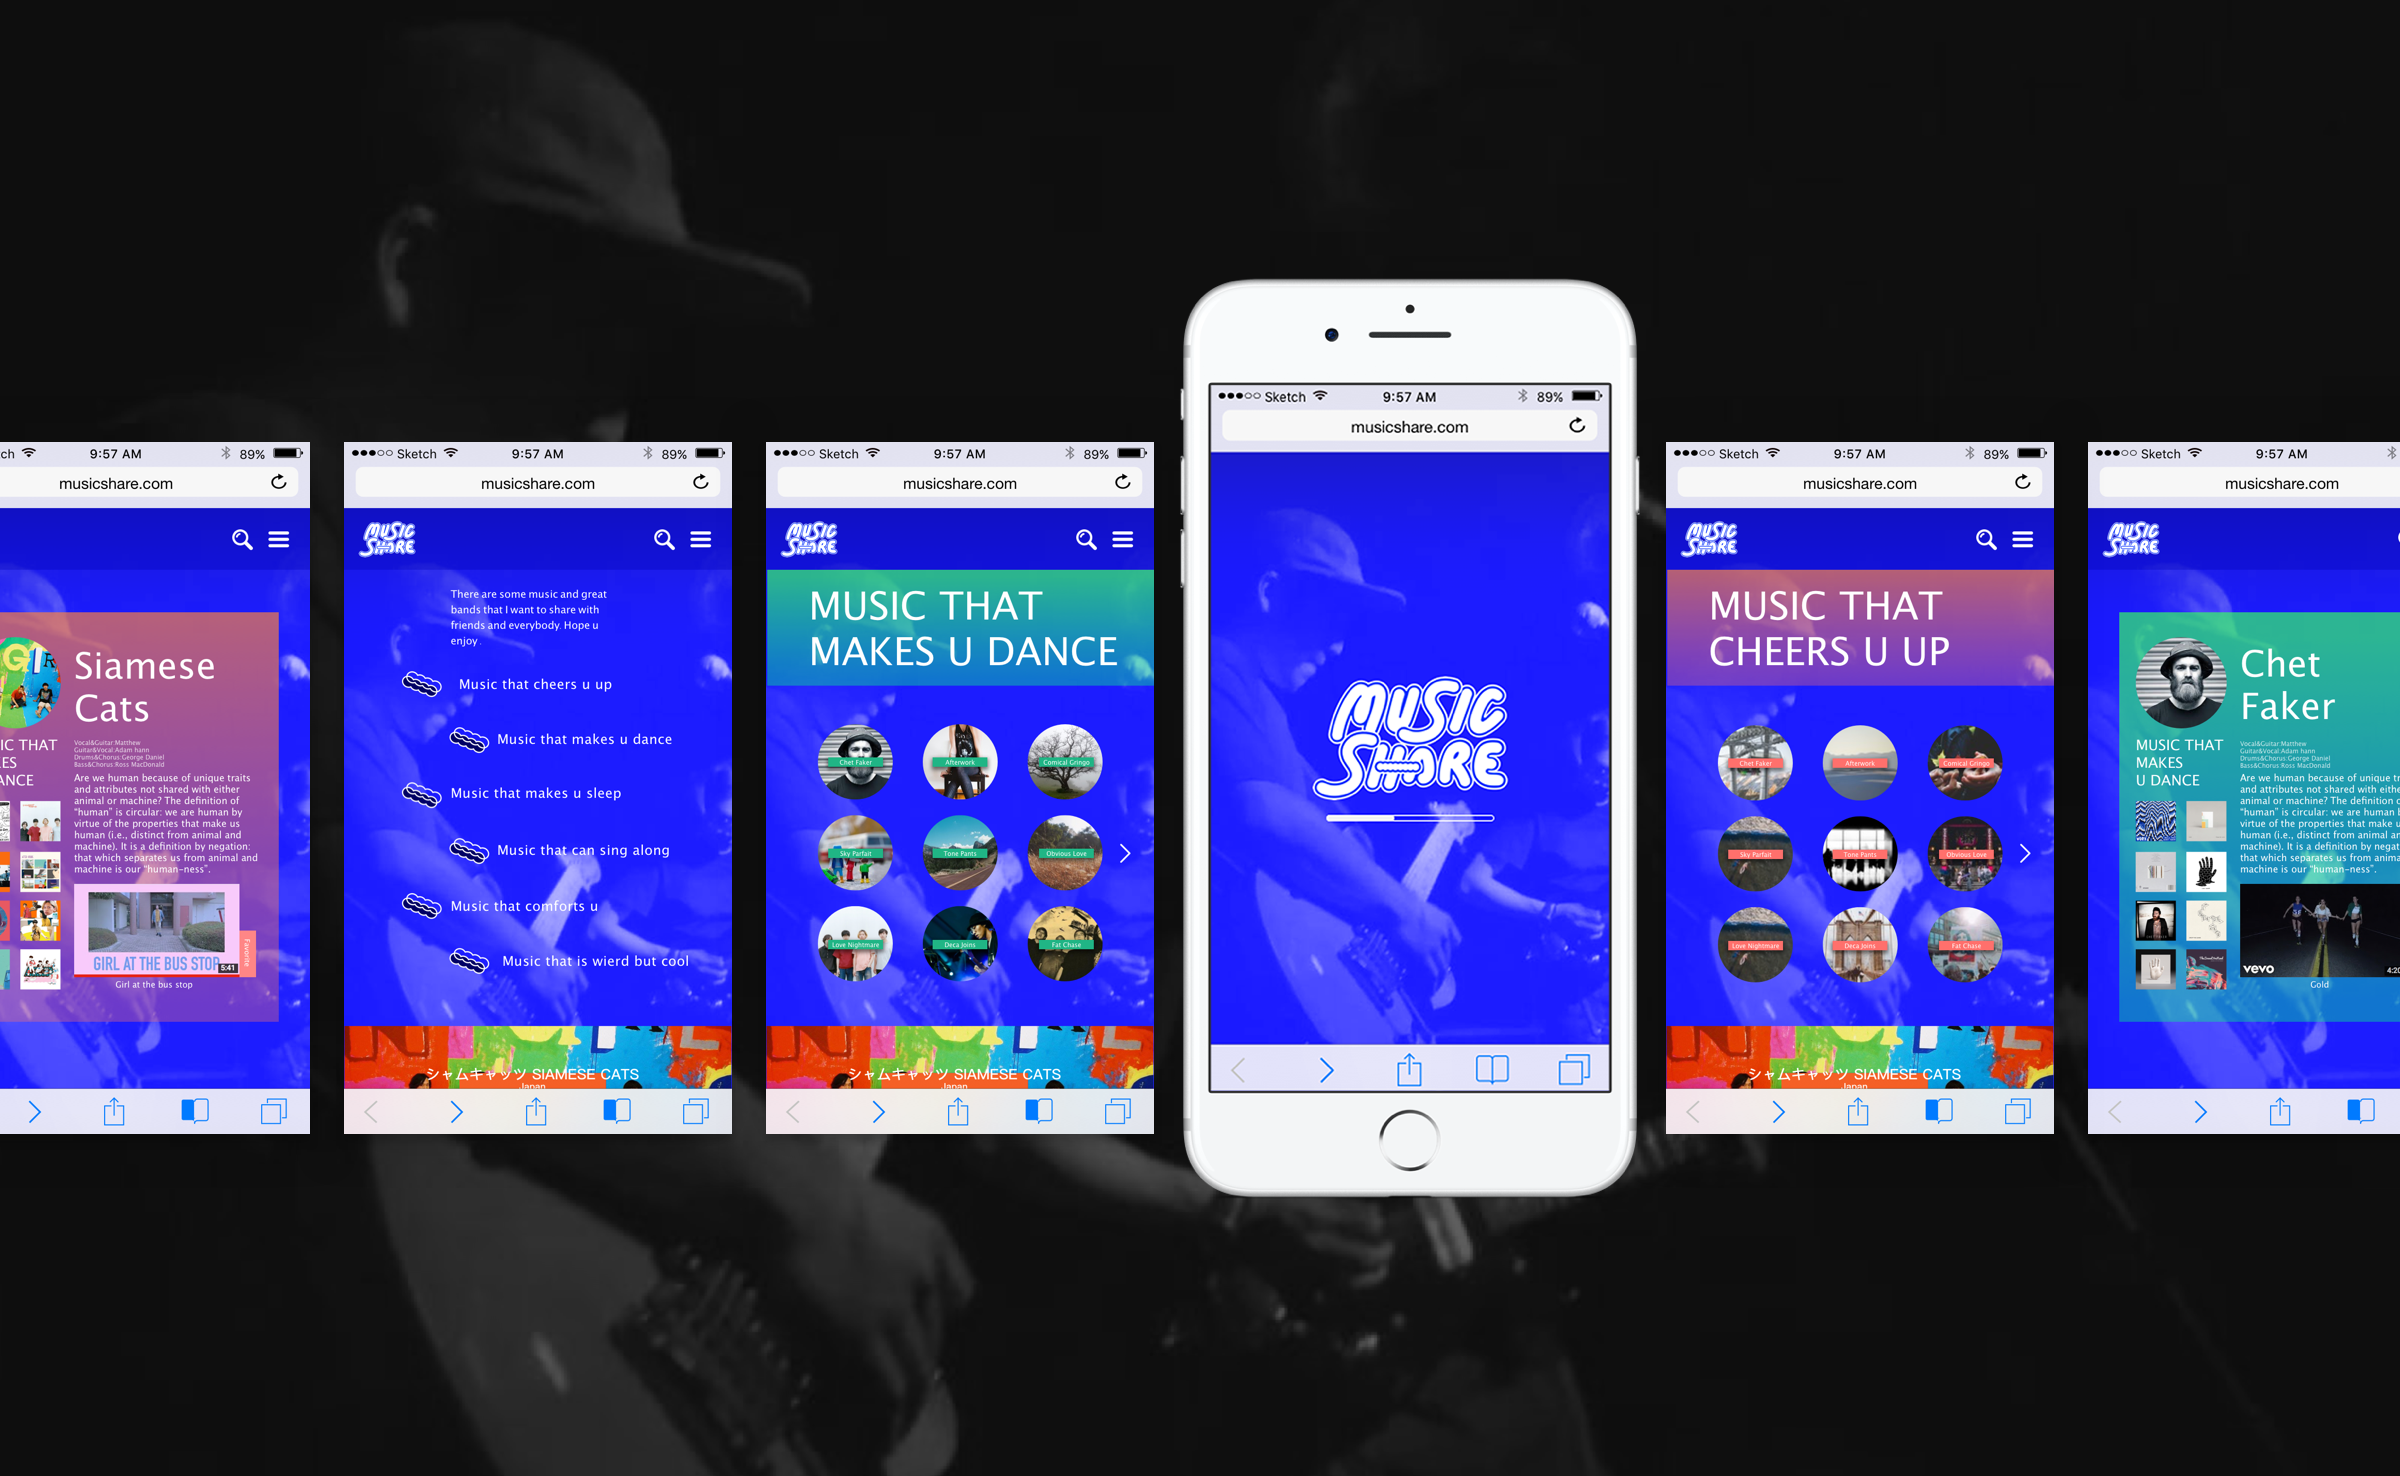 ch 9:57 AM 89%
musicshare.com
Siamese
Cats
IC THAT
ES
ANCE
Vocal&Guitar:Matthew
Guitar&Vocal:Adam hann
Drums&Chorus:George Daniel
Bass&Chorus:Ross MacDonald
Are we human because of unique traits
and attributes not shared with either
animal or machine? The definition of
"human" is circular: we are human by
virtue of the properties that make us
human (i.e., distinct from animal and
machine). It is a definition by negation:
that which separates us from animal and
machine is our "human-ness".
GIRL AT THE BUS STOP
5:41
Favorite
Girl at the bus stop
Sketch 9:57 AM 89%
musicshare.com
MUSIC
SHARE
There are some music and great
bands that I want to share with
friends and everybody. Hope u
enjoy .
Music that cheers u up
Music that makes u dance
Music that makes u sleep
Music that can sing along
Music that comforts u
Music that is wierd but cool
シャムキャッツ SIAMESE CATS
Japan
Sketch 9:57 AM 89%
musicshare.com
MUSIC
SHARE
MUSIC THAT
MAKES U DANCE
Chet Faker Afterwork Comical Gringo
Sky Parfait Tone Pants Obvious Love
Love Nightmare Deca Joins Fat Chase
シャムキャッツ SIAMESE CATS
Japan
Sketch 9:57 AM 89%
musicshare.com
MUSIC
SHARE
Sketch 9:57 AM 89%
musicshare.com
MUSIC
SHARE
MUSIC THAT
CHEERS U UP
Chet Faker Afterwork Comical Gringo
Sky Parfait Tone Pants Obvious Love
Love Nightmare Deca Joins Fat Chase
シャムキャッツ SIAMESE CATS
Japan
Sketch 9:57 AM
musicshare.com
MUSIC
SHARE
Chet
Faker
MUSIC THAT
MAKES
U DANCE
Vocal&Guitar:Matthew
Guitar&Vocal:Adam hann
Drums&Chorus:George Daniel
Bass&Chorus:Ross MacDonald
Are we human because of unique tr
and attributes not shared with eithe
animal or machine? The definition o
"human" is circular: we are human b
virtue of the properties that make u
human (i.e., distinct from animal an
machine). It is a definition by negat
that which separates us from anima
machine is our "human-ness".
vevo 4:20
Gold